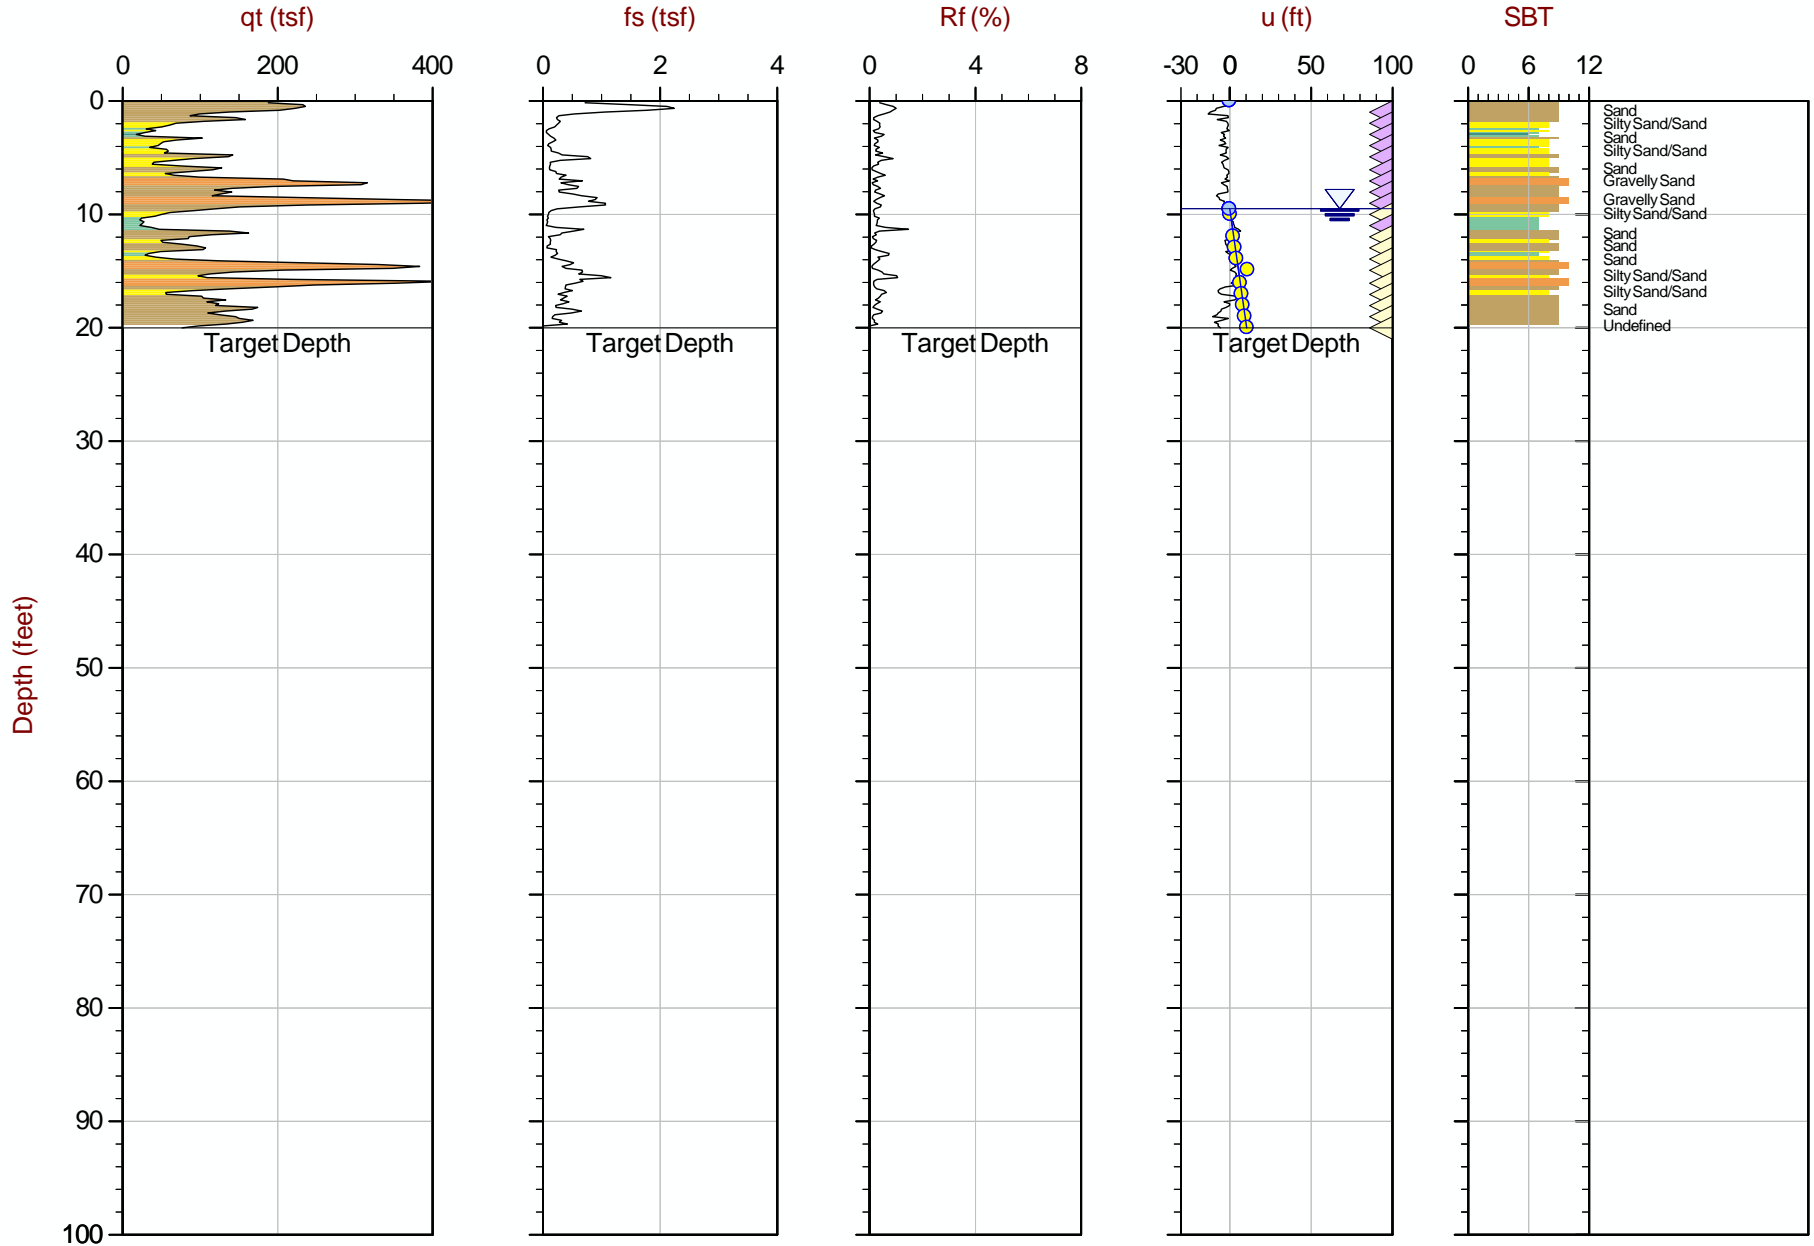 qt (tsf)
fs (tsf)
Rf (%)
u (ft)
SBT
0 200 400
0 2 4
0 4 8
-30 0 50 100
0 6 12
0
10
20
30
40
50
60
70
80
90
100
Depth (feet)
Sand
Silty Sand/Sand
Sand
Silty Sand/Sand
Sand
Gravelly Sand
Gravelly Sand
Silty Sand/Sand
Sand
Sand
Sand
Silty Sand/Sand
Silty Sand/Sand
Sand
Undefined
Target Depth
Target Depth
Target Depth
Target Depth